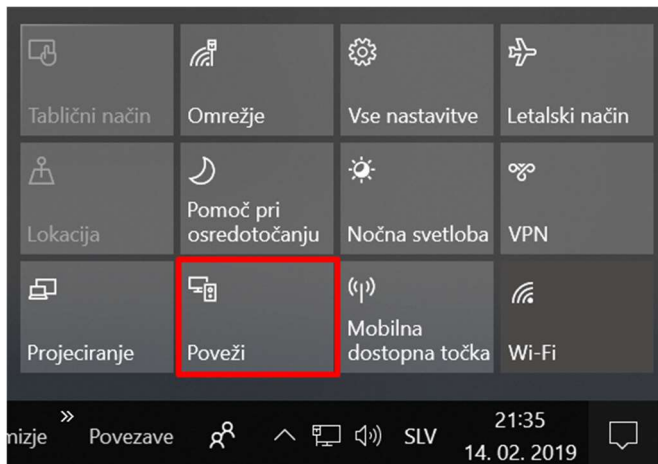 Tablični način
Omrežje
Vse nastavitve
Letalski način
Lokacija
Pomoč pri
osredotočanju
Nočna svetloba
VPN
Projeciranje
Poveži
Mobilna
dostopna točka
Wi-Fi
mizje
»
Povezave
SLV
21:35
14. 02. 2019